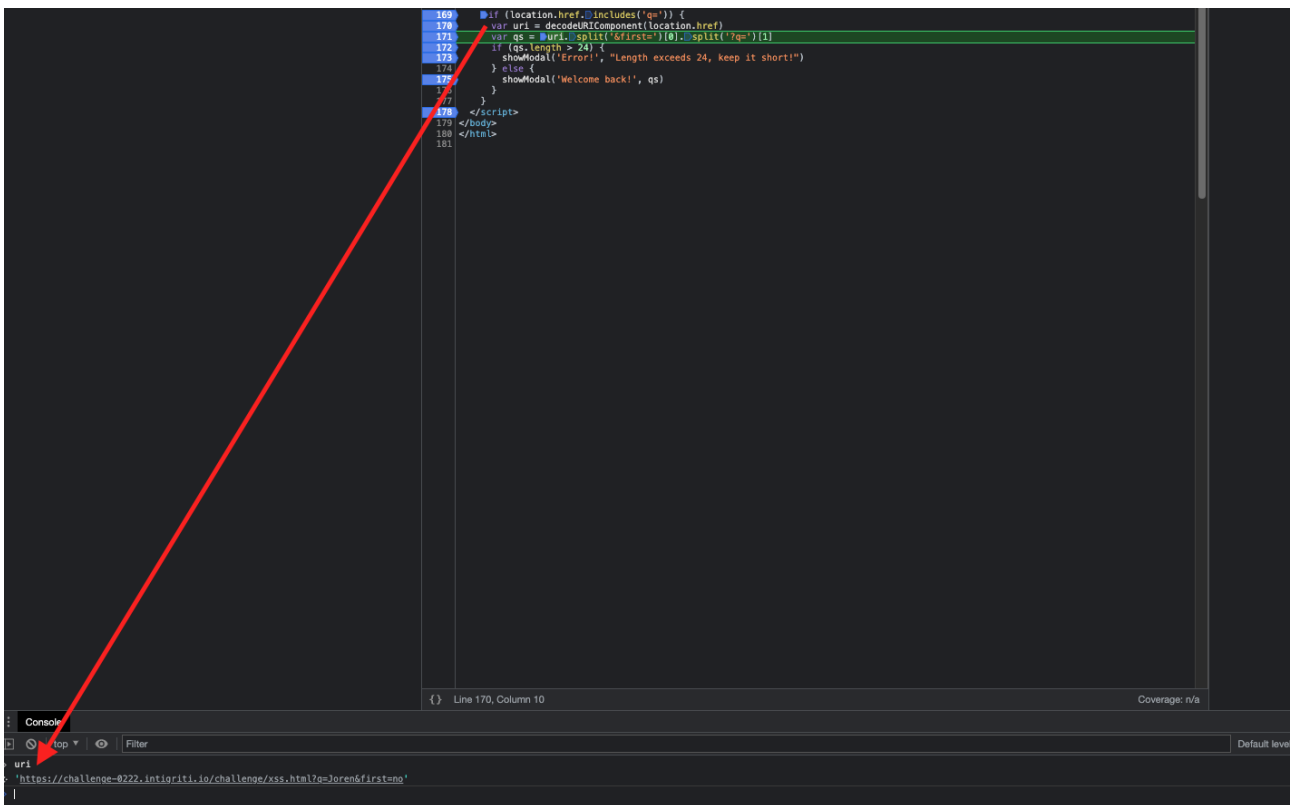 169 if (location.href.includes('q=')) {
170 var uri = decodeURIComponent(location.href)
171 var qs = uri.split('&first=')[0].split('?q=')[1]
172 if (qs.length > 24) {
173 showModal('Error!', "Length exceeds 24, keep it short!")
174 } else {
175 showModal('Welcome back!', qs)
176 }
177 }
178 </script>
179 </body>
180 </html>
181
{} Line 170, Column 10 Coverage: n/a
Console
top ▼ Filter Default leve
uri
'https://challenge-0222.intigriti.io/challenge/xss.html?q=Joren&first=no'